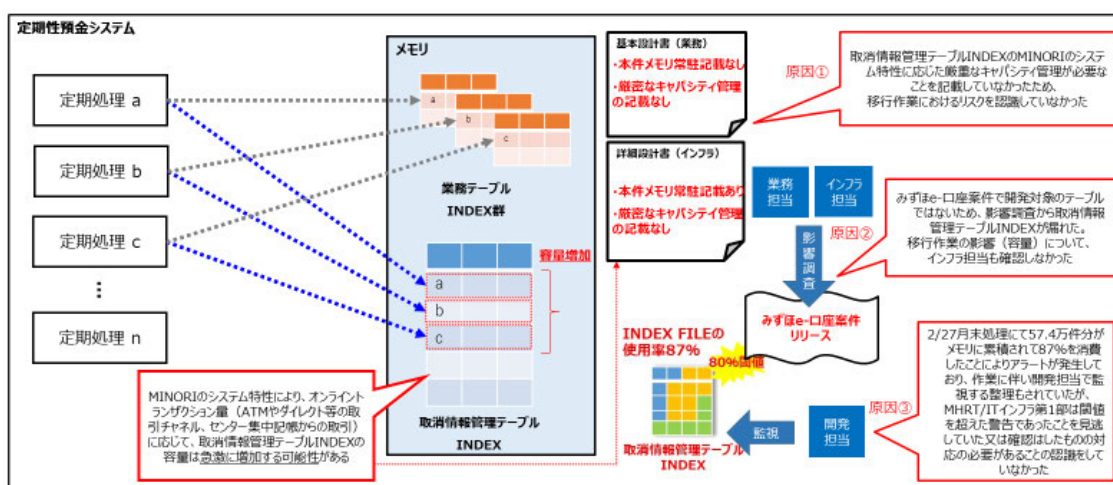 定期性預金システム
定期処理 a
定期処理 b
定期処理 c
⋮
定期処理 n
メモリ
a
b
c
業務テーブル
INDEX群
容量増加
a
b
c
取消情報管理テーブル
INDEX
MINORIのシステム特性により、オンライント
ランザクション量（ATMやダイレクト等の取
引チャネル、センター集中記帳からの取引）
に応じて、取消情報管理テーブルINDEXの
容量は急激に増加する可能性がある
基本設計書（業務）
・本件メモリ常駐記載なし
・厳密なキャパシティ管理
の記載なし
原因①
取消情報管理テーブルINDEXのMINORIのシステ
ム特性に応じた厳重なキャパシティ管理が必要な
ことを記載していなかったため、
移行作業におけるリスクを認識していなかった
詳細設計書（インフラ）
・本件メモリ常駐記載あり
・厳密なキャパシティ管理
の記載なし
業務
担当
インフラ
担当
影響調査
原因②
みずほe-口座案件で開発対象のテーブル
ではないため、影響調査から取消情報
管理テーブルINDEXが漏れた。
移行作業の影響（容量）について、
インフラ担当も確認しなかった
みずほe-口座案件
リリース
INDEX FILEの
使用率87%
80%閾値
取消情報管理テーブル
INDEX
監視
開発
担当
原因③
2/27月末処理にて57.4万件分が
メモリに累積されて87%を消費
したことによりアラートが発生して
おり、作業に伴い開発担当で監
視する整理もされていたが、
MHRT/ITインフラ第1部は閾値
を超えた警告であったことを見逃
していた又は確認はしたものの対
応の必要があることの認識をして
いなかった